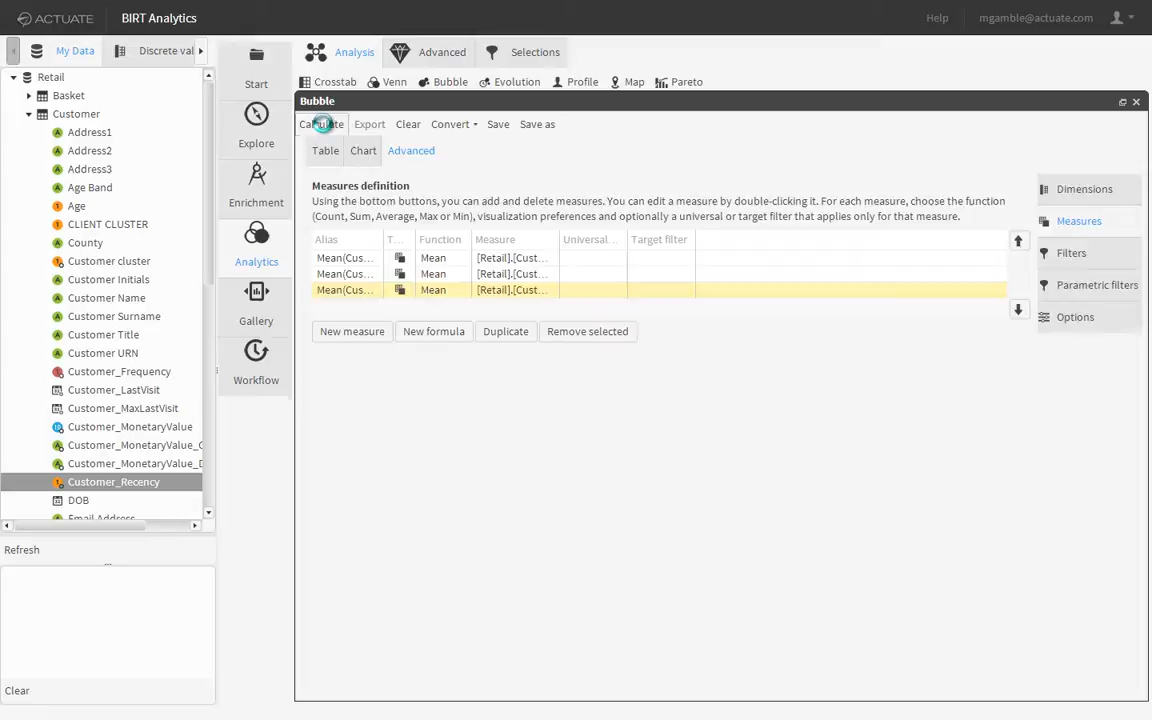 ACTUATE BIRT Analytics Help mgamble@actuate.com
My Data Discrete val
Analysis Advanced Selections
Crosstab Venn Bubble Evolution Profile Map Pareto
Bubble
Export Clear Convert Save Save as
Table Chart Advanced
Measures definition
Using the bottom buttons, you can add and delete measures. You can edit a measure by double-clicking it. For each measure, choose the function
(Count, Sum, Average, Max or Min), visualization preferences and optionally a universal or target filter that applies only for that measure.
Alias T... Function Measure Universal... Target filter
Mean(Cus... Mean [Retail].[Cust...
Mean(Cus... Mean [Retail].[Cust...
Mean(Cus... Mean [Retail].[Cust...
New measure New formula Duplicate Remove selected
Dimensions
Measures
Filters
Parametric filters
Options
Start
Explore
Enrichment
Analytics
Gallery
Workflow
Retail
Basket
Customer
Address1
Address2
Address3
Age Band
Age
CLIENT CLUSTER
County
Customer cluster
Customer Initials
Customer Name
Customer Surname
Customer Title
Customer URN
Customer_Frequency
Customer_LastVisit
Customer_MaxLastVisit
Customer_MonetaryValue
Customer_MonetaryValue_
Customer_MonetaryValue_
Customer_Recency
DOB
Email Address
Refresh
Clear